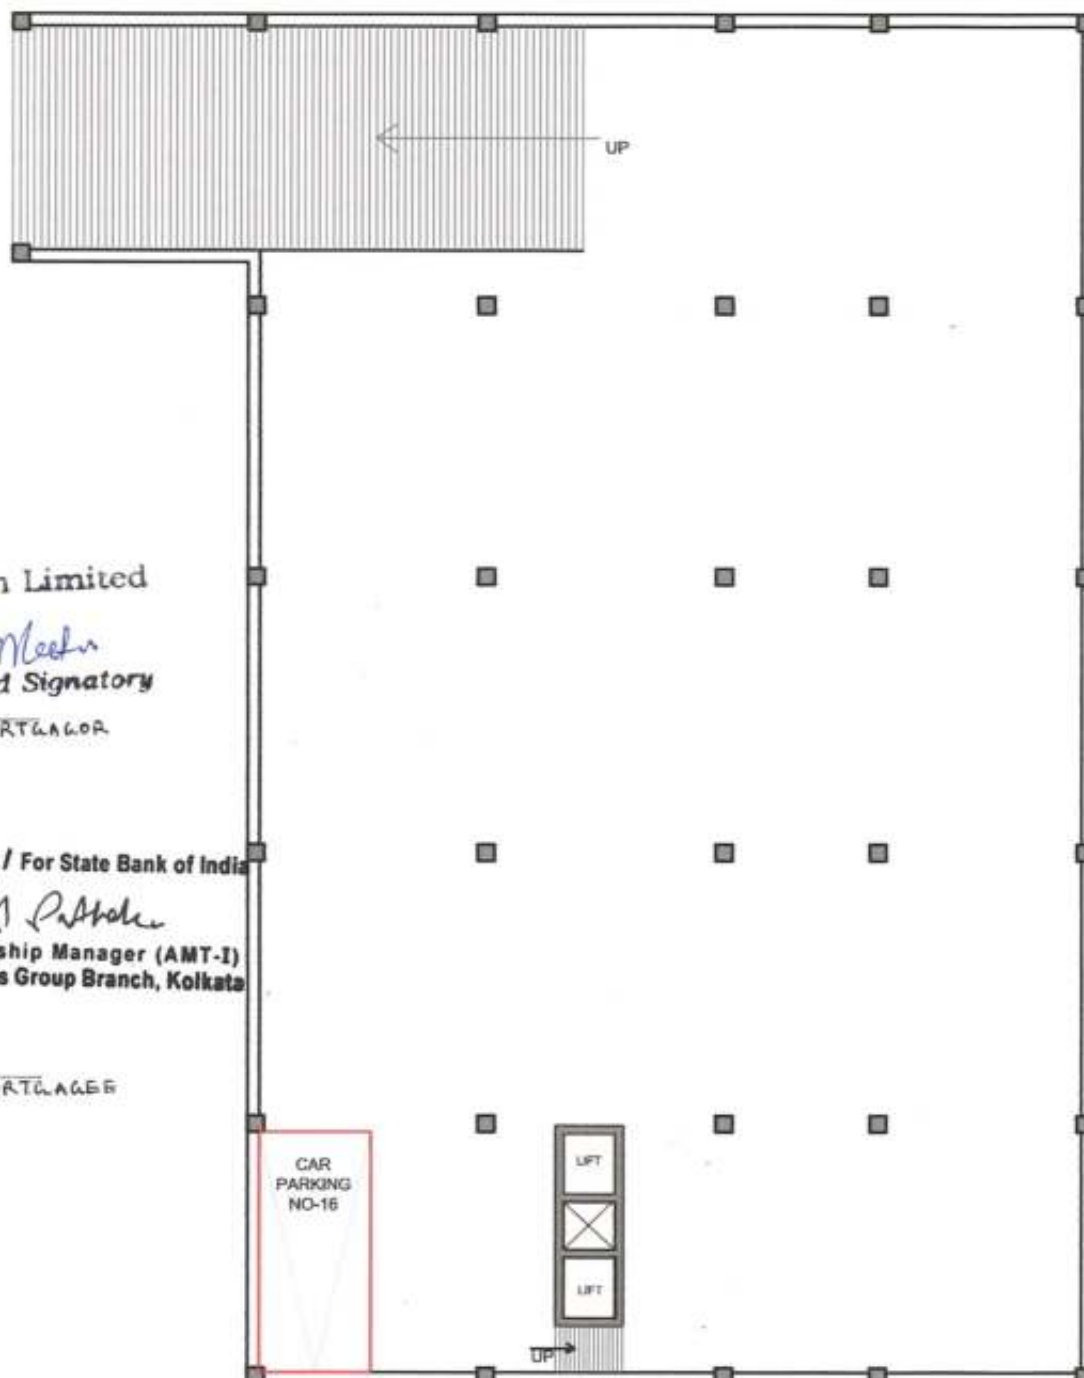 UP
n Limited
d Signatory
RTGAGOR
/ For State Bank of India
ship Manager (AMT-I)
s Group Branch, Kolkata
RTGAGEE
CAR
PARKING
NO-16
LIFT
LIFT
UP